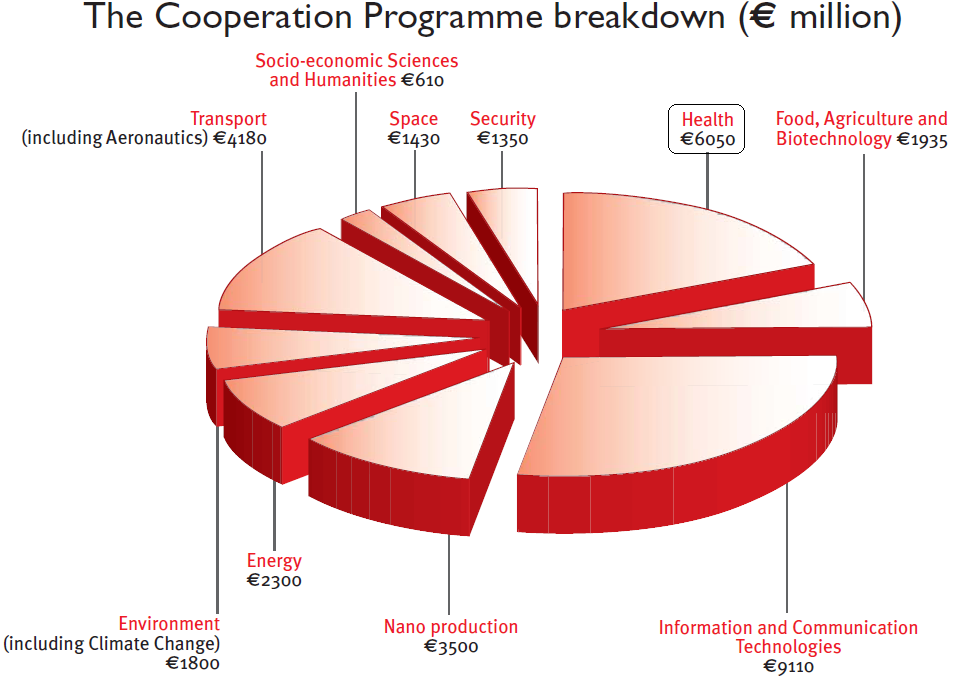 The Cooperation Programme breakdown (€ million)
Socio-economic Sciences
and Humanities €610
Transport
(including Aeronautics) €4180
Space
€1430
Security
€1350
Health
€6050
Food, Agriculture and
Biotechnology €1935
Energy
€2300
Environment
(including Climate Change)
€1800
Nano production
€3500
Information and Communication
Technologies
€9110